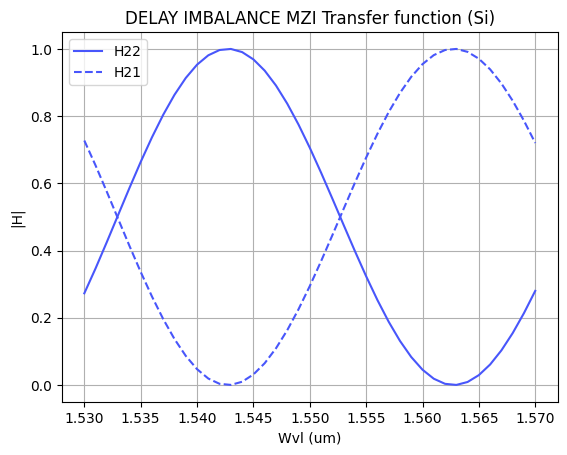 DELAY IMBALANCE MZI Transfer function (Si)
H22
H21
1.0
0.8
0.6
0.4
0.2
0.0
|H|
1.530 1.535 1.540 1.545 1.550 1.555 1.560 1.565 1.570
Wvl (um)